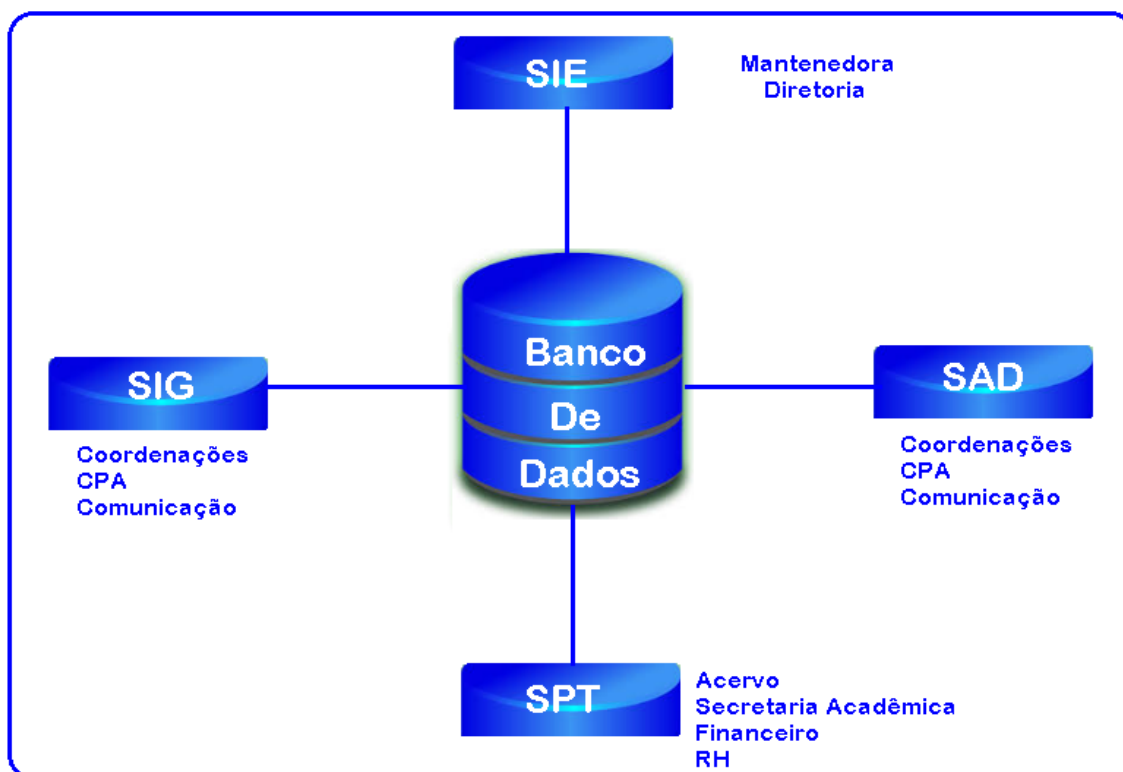 SIE
Mantenedora
Diretoria
Banco
De
Dados
SIG
Coordenações
CPA
Comunicação
SAD
Coordenações
CPA
Comunicação
SPT
Acervo
Secretaria Acadêmica
Financeiro
RH